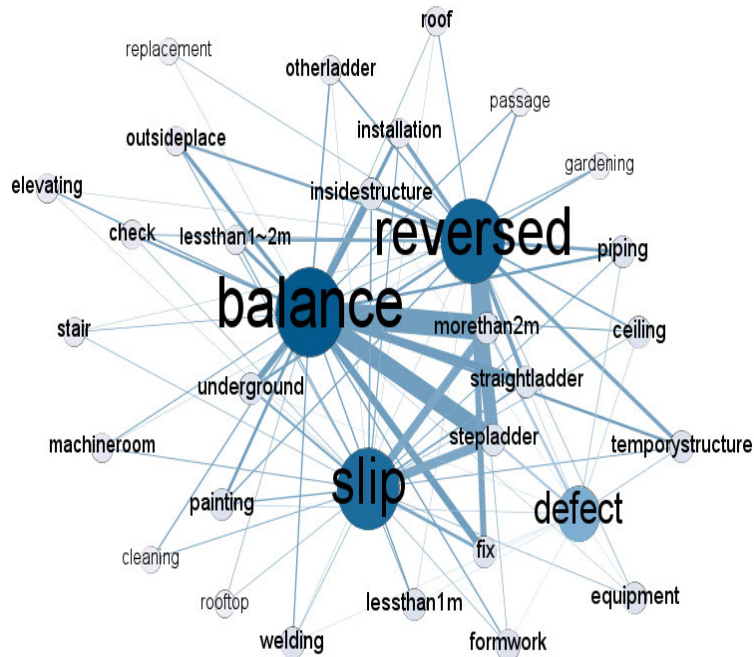 roof
replacement
otherladder
passage
installation
outsideplace
gardening
elevating
insidestructure
check
lessthan1~2m
reversed
piping
balance
stair
morethan2m
ceiling
underground
straightladder
machineroom
stepladder
temporystructure
slip
painting
defect
cleaning
fix
rooftop
lessthan1m
equipment
welding
formwork